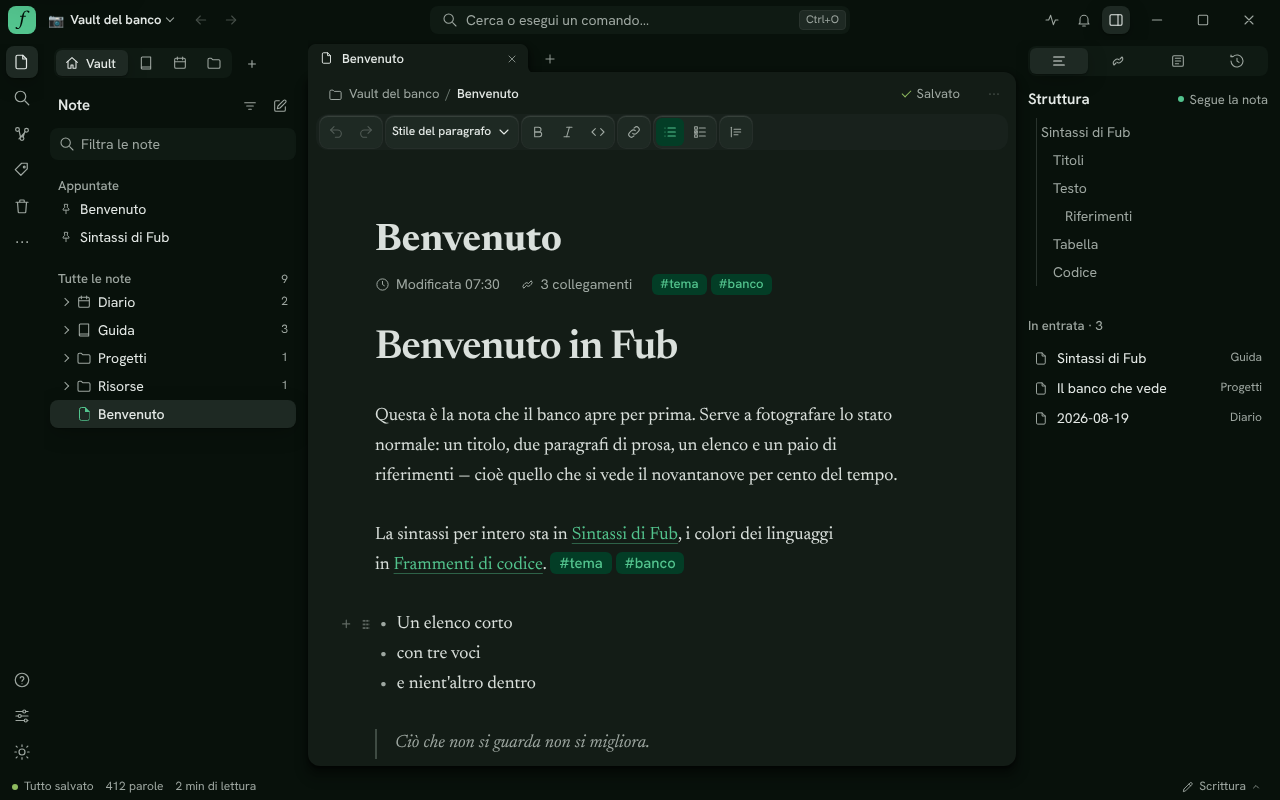 f
Vault del banco
Cerca o esegui un comando…
Ctrl+O
Vault
Note
Filtra le note
Appuntate
Benvenuto
Sintassi di Fub
Tutte le note 9
Diario 2
Guida 3
Progetti 1
Risorse 1
Benvenuto
Benvenuto
Vault del banco / Benvenuto
Salvato
Stile del paragrafo
B I
Benvenuto
Modificata 07:30 3 collegamenti #tema #banco
Benvenuto in Fub
Questa è la nota che il banco apre per prima. Serve a fotografare lo stato
normale: un titolo, due paragrafi di prosa, un elenco e un paio di
riferimenti — cioè quello che si vede il novantanove per cento del tempo.
La sintassi per intero sta in Sintassi di Fub, i colori dei linguaggi
in Frammenti di codice. #tema #banco
• Un elenco corto
• con tre voci
• e nient'altro dentro
Ciò che non si guarda non si migliora.
Struttura
Segue la nota
Sintassi di Fub
Titoli
Testo
Riferimenti
Tabella
Codice
In entrata · 3
Sintassi di Fub Guida
Il banco che vede Progetti
2026-08-19 Diario
Tutto salvato 412 parole 2 min di lettura
Scrittura